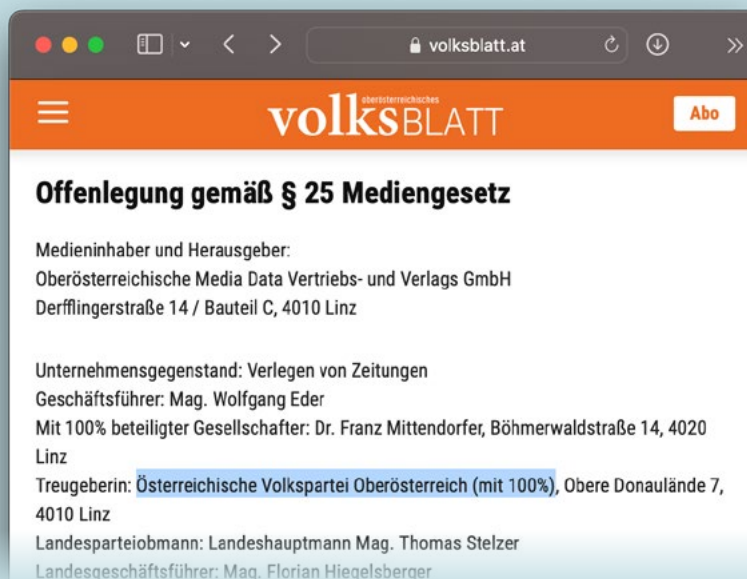 volksblatt.at
oberösterreichisches
volksBLATT
Abo
Offenlegung gemäß § 25 Mediengesetz
Medieninhaber und Herausgeber:
Oberösterreichische Media Data Vertriebs- und Verlags GmbH
Derfflingerstraße 14 / Bauteil C, 4010 Linz
Unternehmensgegenstand: Verlegen von Zeitungen
Geschäftsführer: Mag. Wolfgang Eder
Mit 100% beteiligter Gesellschafter: Dr. Franz Mittendorfer, Böhmerwaldstraße 14, 4020
Linz
Treugeberin: Österreichische Volkspartei Oberösterreich (mit 100%), Obere Donaulände 7,
4010 Linz
Landesparteiobmann: Landeshauptmann Mag. Thomas Stelzer
Landesgeschäftsführer: Mag. Florian Hiegelsberger